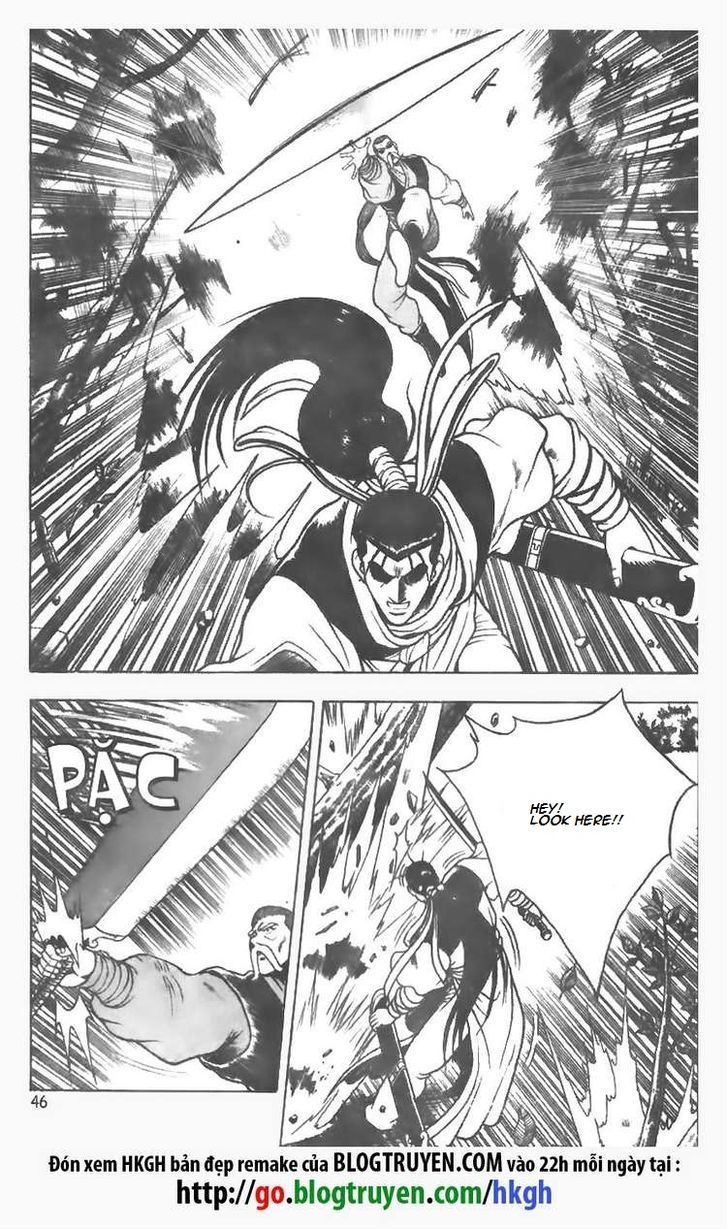 PẶC
HEY!
LOOK HERE!!
46
Đón xem HKGH bản đẹp remake của BLOGTRUYEN.COM vào 22h mỗi ngày tại :
http://go.blogtruyen.com/hkgh